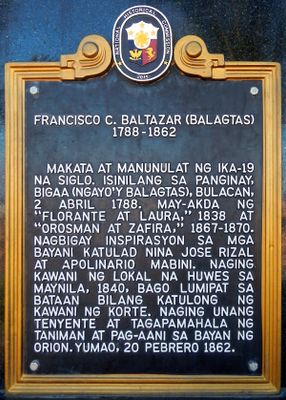 NATIONAL HISTORICAL COMMISSION
FRANCISCO C. BALTAZAR (BALAGTAS)
1788-1862
MAKATA AT MANUNULAT NG IKA-19
NA SIGLO. ISINILANG SA PANGINAY,
BIGAA (NGAYO'Y BALAGTAS), BULACAN,
2 ABRIL 1788. MAY-AKDA NG
"FLORANTE AT LAURA," 1838 AT
"OROSMAN AT ZAFIRA," 1867-1870.
NAGBIGAY INSPIRASYON SA MGA
BAYANI KATULAD NINA JOSE RIZAL
AT APOLINARIO MABINI. NAGING
KAWANI NG LOKAL NA HUWES SA
MAYNILA, 1840, BAGO LUMIPAT SA
BATAAN BILANG KATULONG NG
KAWANI NG KORTE. NAGING UNANG
TENYENTE AT TAGAPAMAHALA NG
TANIMAN AT PAG-AANI SA BAYAN NG
ORION. YUMAO, 20 PEBRERO 1862.